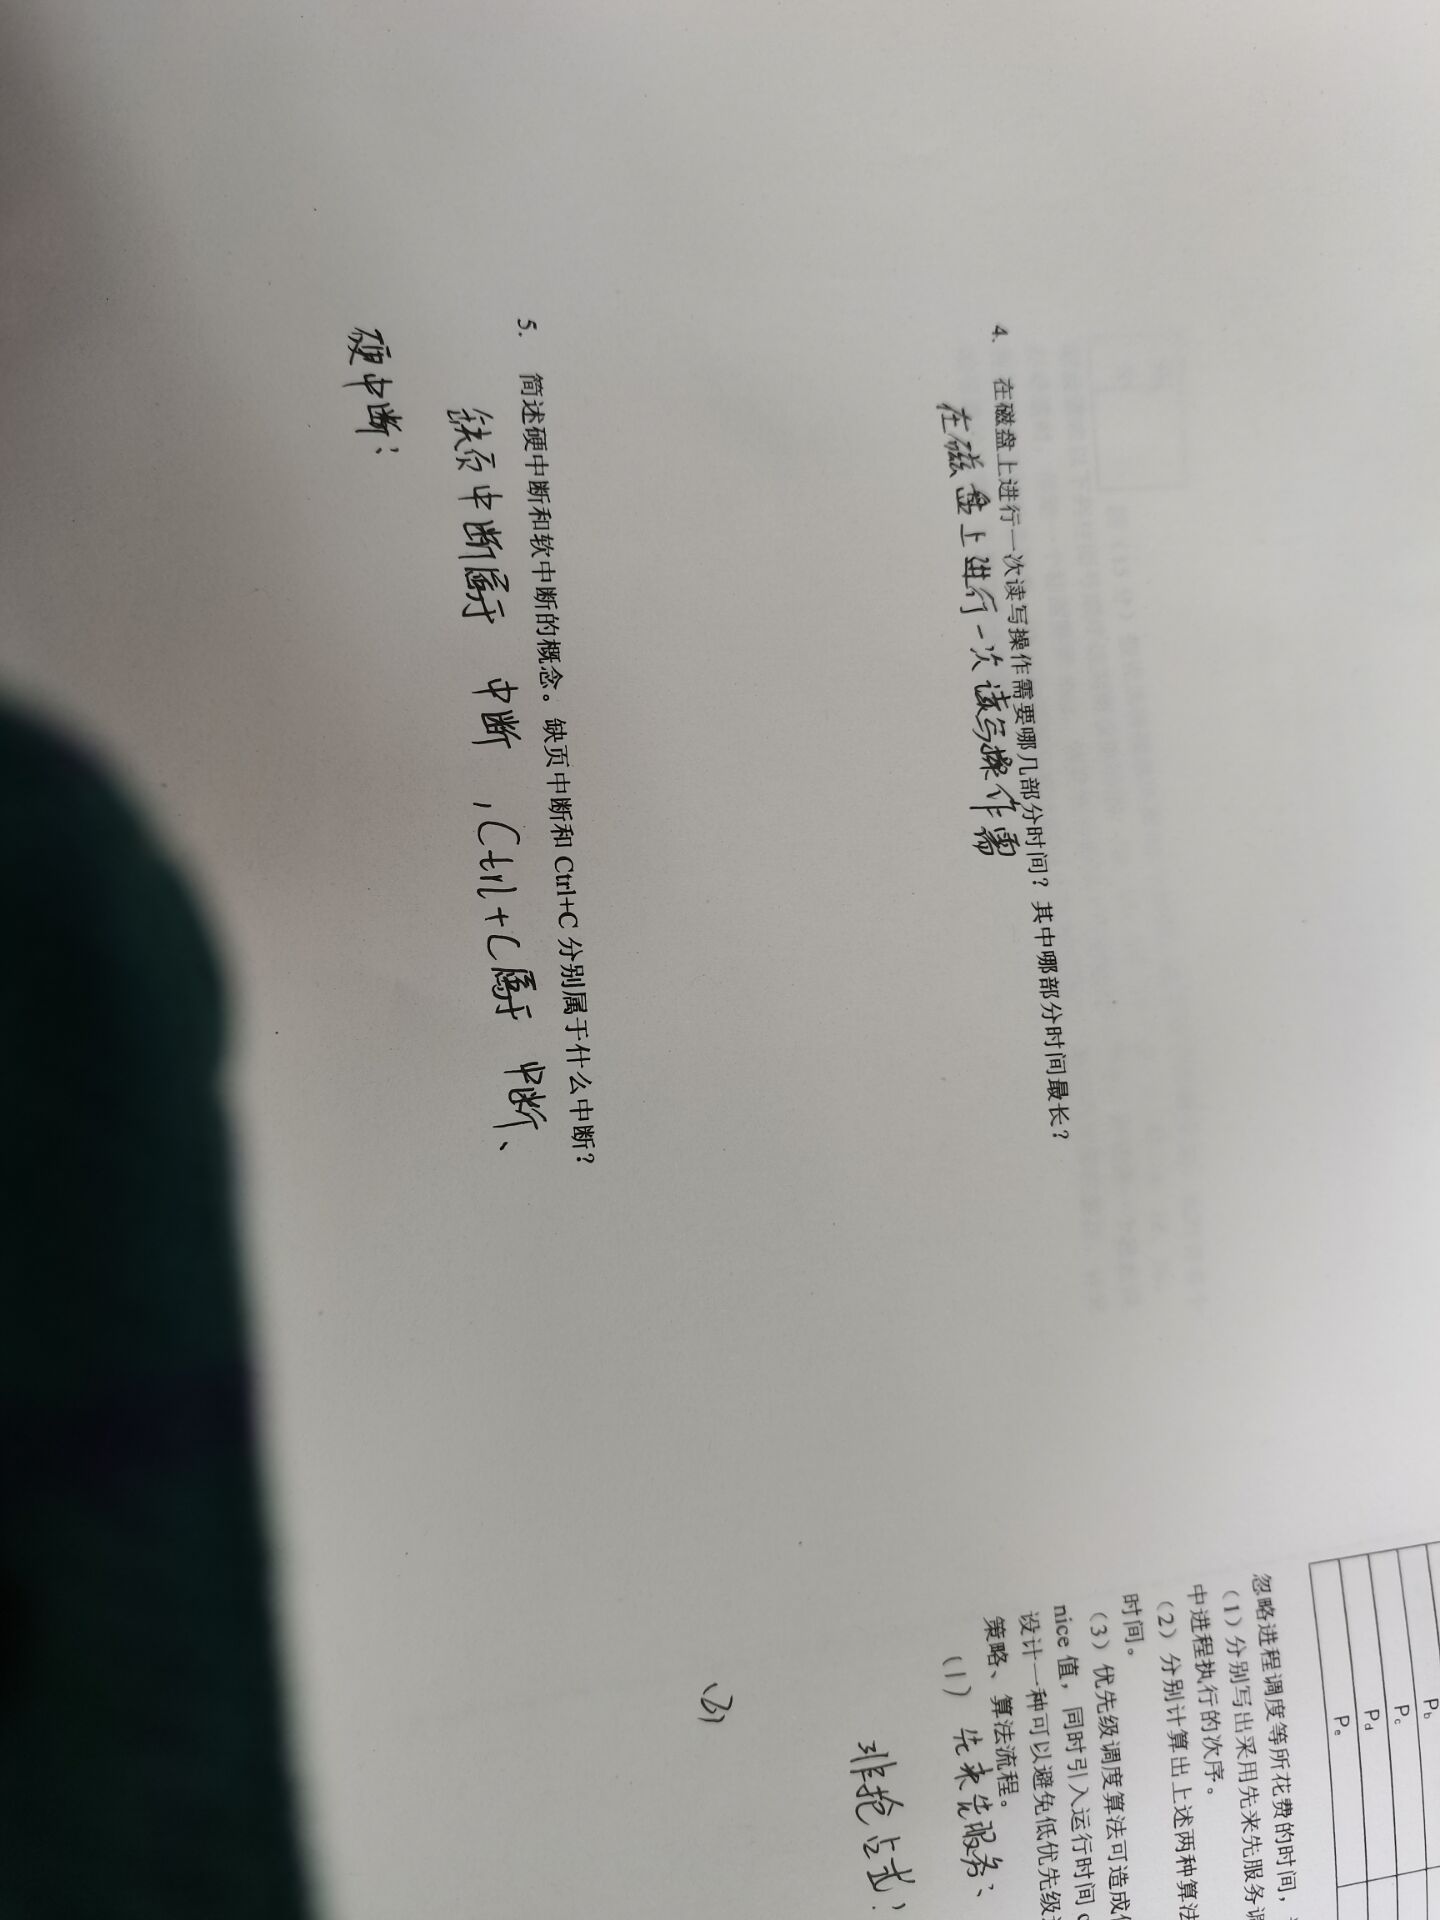 4. 在磁盘上进行一次读写操作需要哪几部分时间？其中哪部分时间最长？
在磁盘上进行一次读写操作需
5. 简述硬中断和软中断的概念。缺页中断和 Ctrl+C 分别属于什么中断？
缺页中断属于 中断 ，Ctrl+C属于 中断、
硬中断：
Pb
Pc
Pd
Pe
忽略进程调度等所花费的时间，
（1）分别写出采用先来先服务调
中进程执行的次序。
（2）分别计算出上述两种算法
时间。
（3）优先级调度算法可造成
nice 值，同时引入运行时间
设计一种可以避免低优先级
策略、算法流程。
（1）先来先服务：
非抢占式：